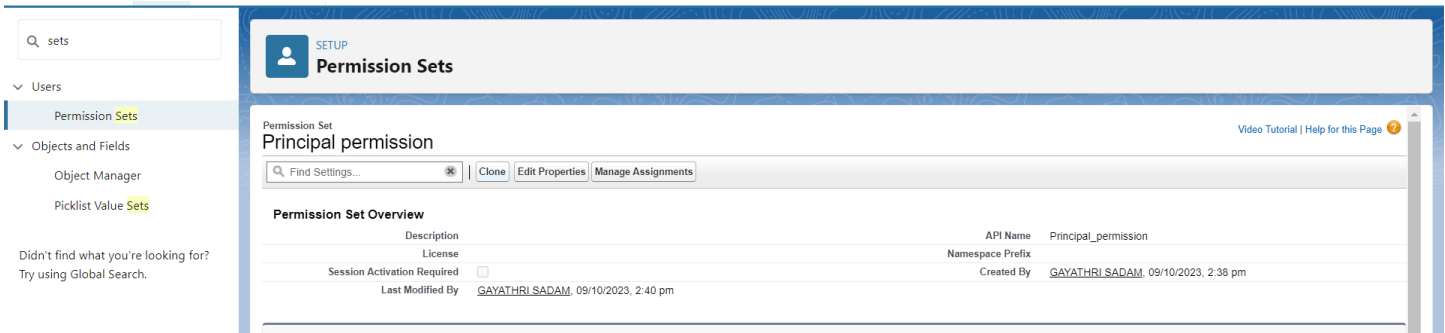 sets
Users
Permission Sets
Objects and Fields
Object Manager
Picklist Value Sets
Didn't find what you're looking for?
Try using Global Search.
SETUP
Permission Sets
Permission Set
Principal permission
Video Tutorial | Help for this Page ?
Find Settings... | Clone Edit Properties Manage Assignments
Permission Set Overview
Description API Name Principal_permission
License Namespace Prefix
Session Activation Required Created By GAYATHRI SADAM, 09/10/2023, 2:38 pm
Last Modified By GAYATHRI SADAM, 09/10/2023, 2:40 pm